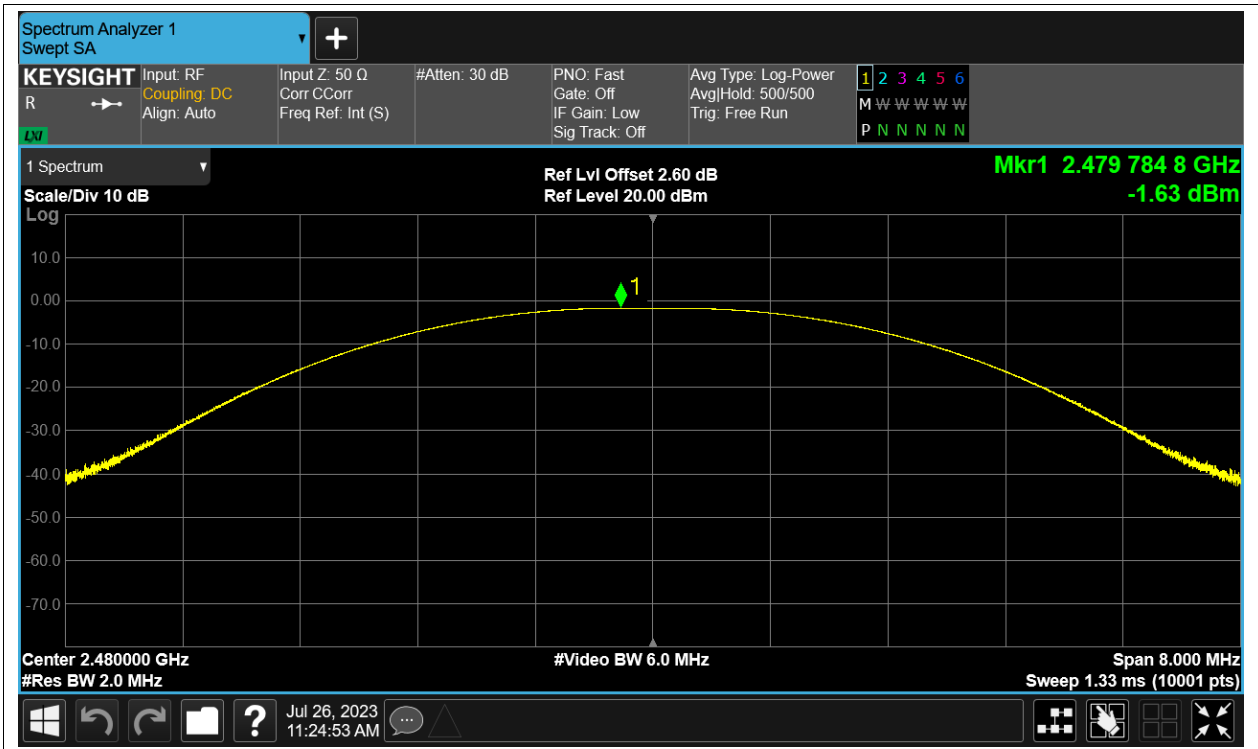 Spectrum Analyzer 1
Swept SA
KEYSIGHT
R
LXI
Input: RF
Coupling: DC
Align: Auto
Input Z: 50 Ω
Corr CCorr
Freq Ref: Int (S)
#Atten: 30 dB
PNO: Fast
Gate: Off
IF Gain: Low
Sig Track: Off
Avg Type: Log-Power
Avg|Hold: 500/500
Trig: Free Run
1 2 3 4 5 6
M W W W W W
P N N N N N
1 Spectrum
Scale/Div 10 dB
Log
Ref Lvl Offset 2.60 dB
Ref Level 20.00 dBm
Mkr1 2.479 784 8 GHz
-1.63 dBm
10.0
0.00
-10.0
-20.0
-30.0
-40.0
-50.0
-60.0
-70.0
1
Center 2.480000 GHz
#Res BW 2.0 MHz
#Video BW 6.0 MHz
Span 8.000 MHz
Sweep 1.33 ms (10001 pts)
?
Jul 26, 2023
11:24:53 AM